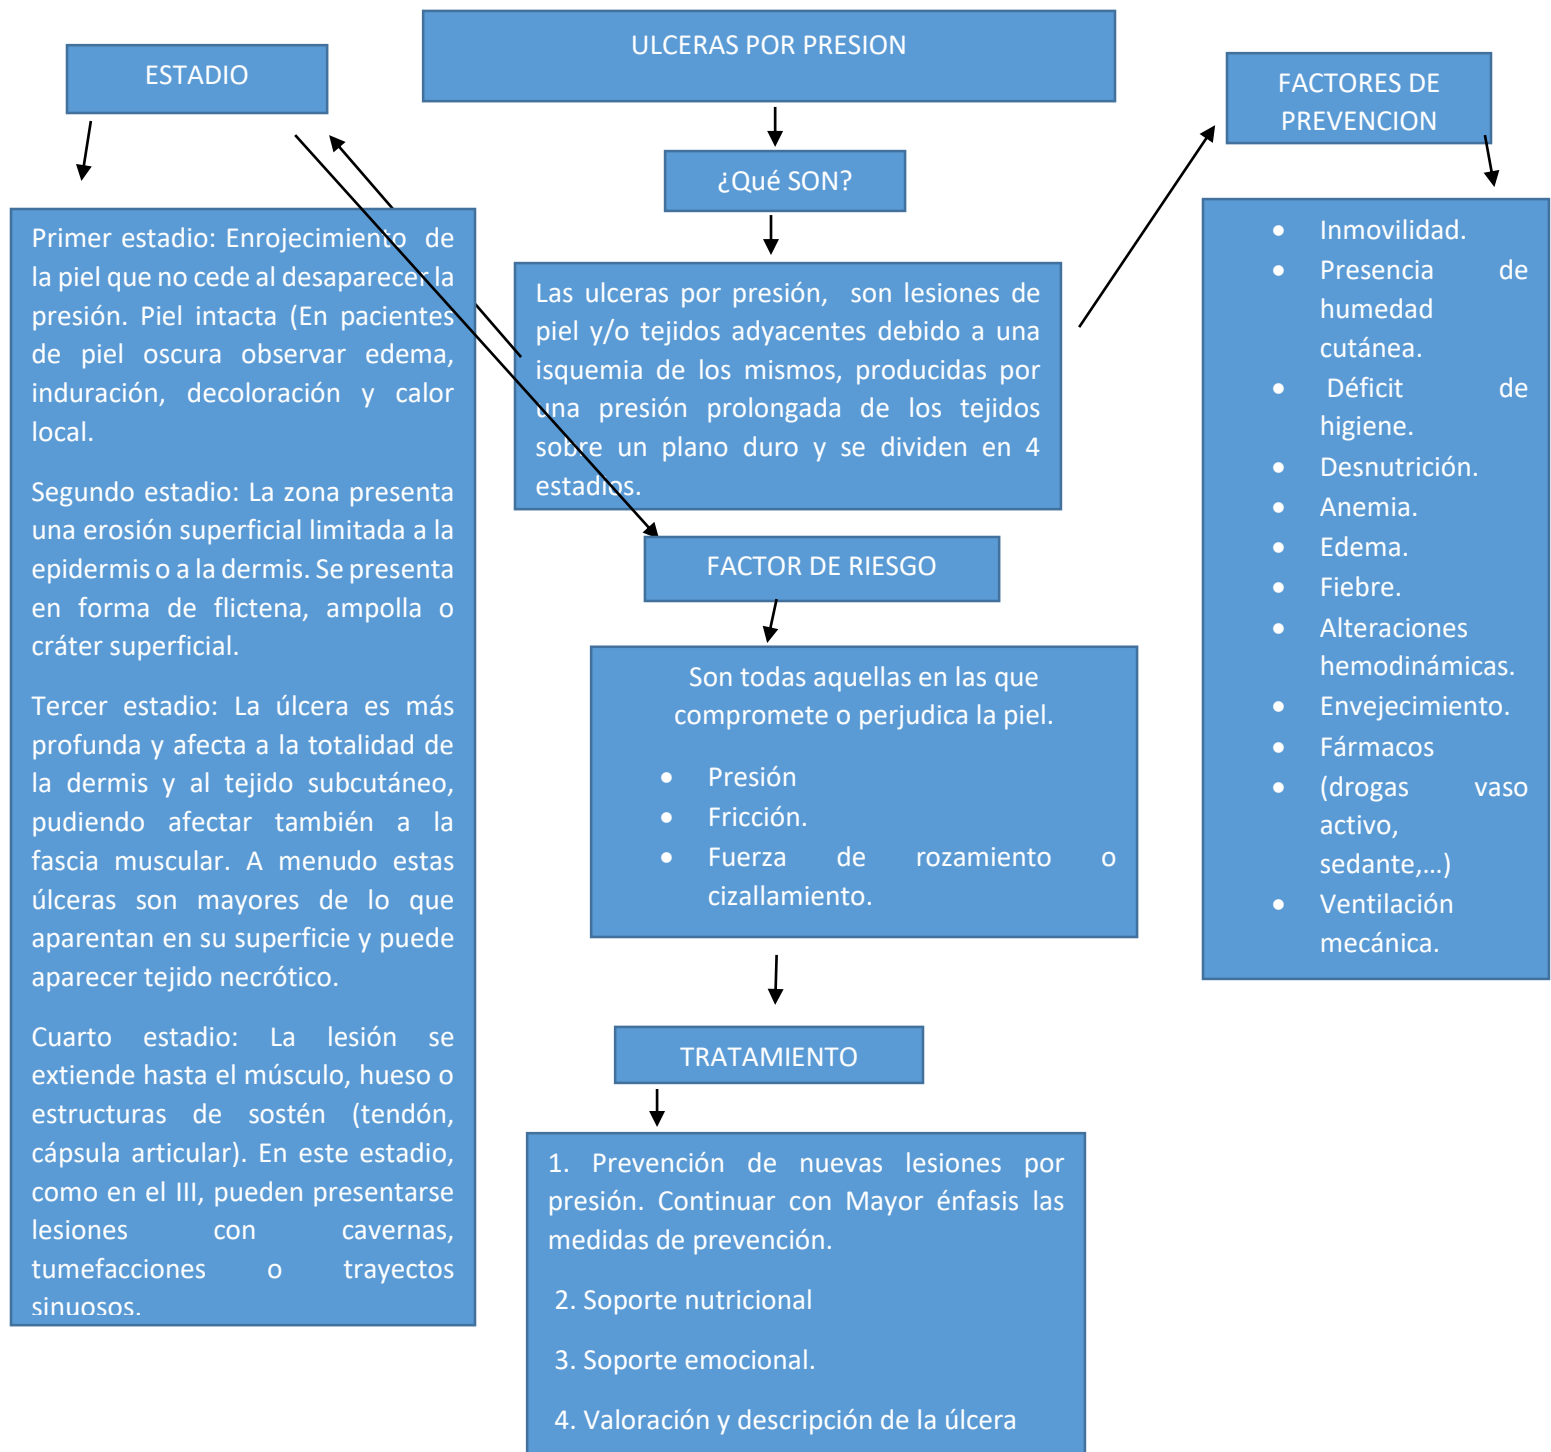 ULCERAS POR PRESION
ESTADIO
FACTORES DE
PREVENCION
¿Qué SON?
Primer estadio: Enrojecimiento de
la piel que no cede al desaparecer la
presión. Piel intacta (En pacientes
de piel oscura observar edema,
induración, decoloración y calor
local.
Segundo estadio: La zona presenta
una erosión superficial limitada a la
epidermis o a la dermis. Se presenta
en forma de flictena, ampolla o
cráter superficial.
Tercer estadio: La úlcera es más
profunda y afecta a la totalidad de
la dermis y al tejido subcutáneo,
pudiendo afectar también a la
fascia muscular. A menudo estas
úlceras son mayores de lo que
aparentan en su superficie y puede
aparecer tejido necrótico.
Cuarto estadio: La lesión se
extiende hasta el músculo, hueso o
estructuras de sostén (tendón,
cápsula articular). En este estadio,
como en el III, pueden presentarse
lesiones con cavernas,
tumefacciones o trayectos
sinuosos.
Las ulceras por presión, son lesiones de
piel y/o tejidos adyacentes debido a una
isquemia de los mismos, producidas por
una presión prolongada de los tejidos
sobre un plano duro y se dividen en 4
estadios.
FACTOR DE RIESGO
Son todas aquellas en las que
compromete o perjudica la piel.
• Presión
• Fricción.
• Fuerza de rozamiento o
cizallamiento.
TRATAMIENTO
1. Prevención de nuevas lesiones por
presión. Continuar con Mayor énfasis las
medidas de prevención.
2. Soporte nutricional
3. Soporte emocional.
4. Valoración y descripción de la úlcera
• Inmovilidad.
• Presencia de
humedad
cutánea.
• Déficit de
higiene.
• Desnutrición.
• Anemia.
• Edema.
• Fiebre.
• Alteraciones
hemodinámicas.
• Envejecimiento.
• Fármacos
• (drogas vaso
activo,
sedante,...)
• Ventilación
mecánica.